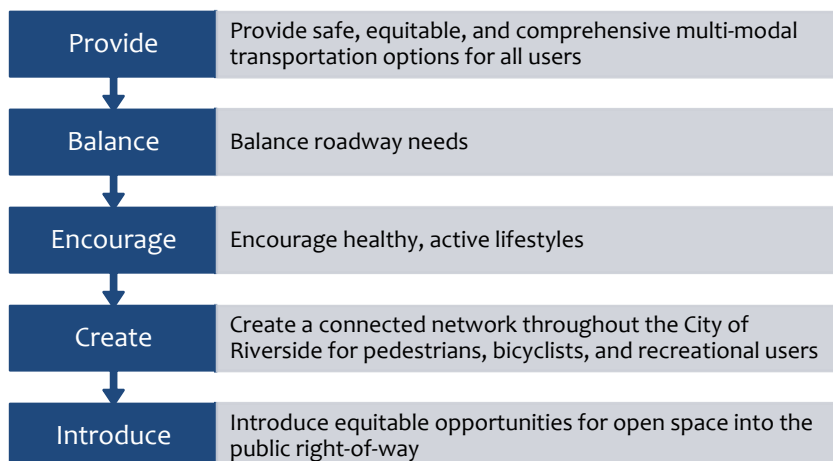 Provide
Provide safe, equitable, and comprehensive multi-modal
transportation options for all users
Balance
Balance roadway needs
Encourage
Encourage healthy, active lifestyles
Create
Create a connected network throughout the City of
Riverside for pedestrians, bicyclists, and recreational users
Introduce
Introduce equitable opportunities for open space into the
public right-of-way